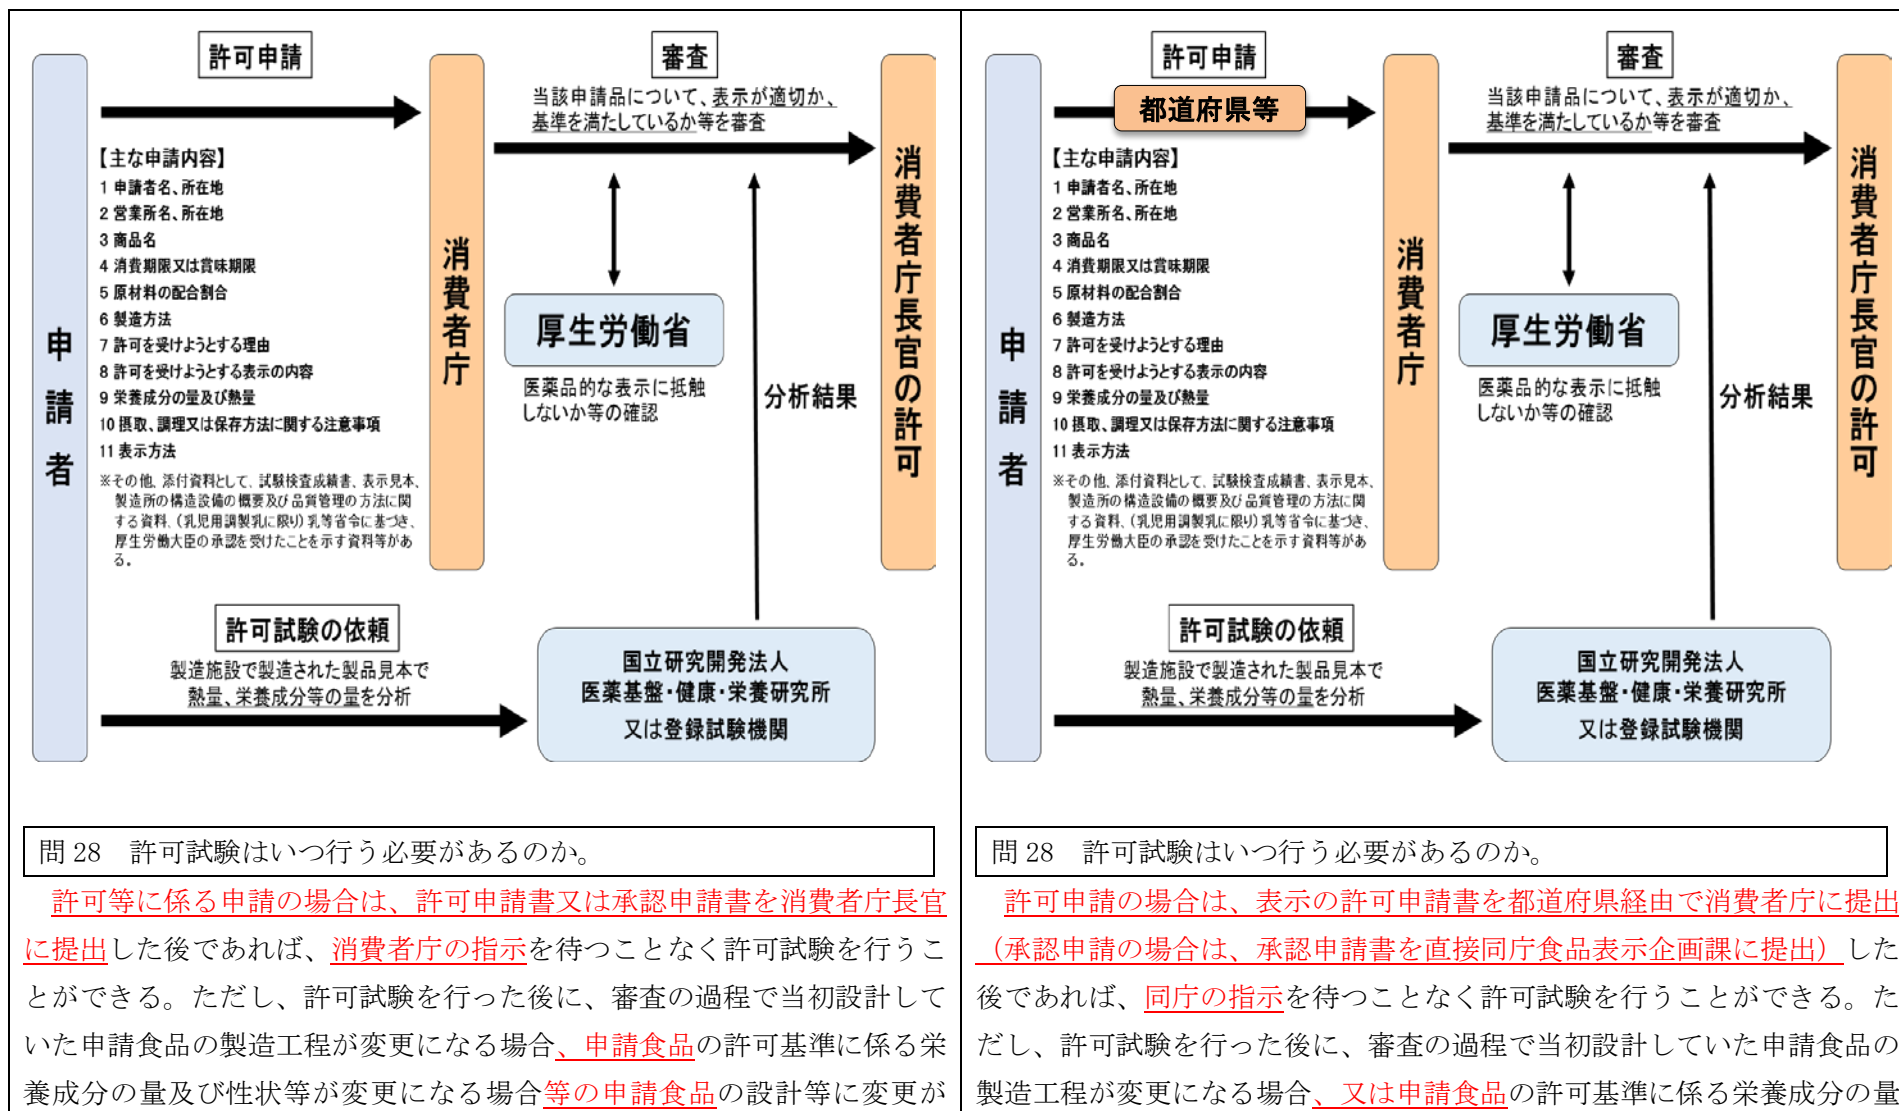 許可申請
審査
当該申請品について、表示が適切か、
基準を満たしているか等を審査
【主な申請内容】
1 申請者名、所在地
2 営業所名、所在地
3 商品名
4 消費期限又は賞味期限
5 原材料の配合割合
6 製造方法
7 許可を受けようとする理由
8 許可を受けようとする表示の内容
9 栄養成分の量及び熱量
10 摂取、調理又は保存方法に関する注意事項
11 表示方法
※その他、添付資料として、試験検査成績書、表示見本、
製造所の構造設備の概要及び品質管理の方法に関
する資料、(乳児用調製乳に限り)乳等省令に基づき、
厚生労働大臣の承認を受けたことを示す資料等があ
る。
申請者
消費者庁
厚生労働省
医薬品的な表示に抵触
しないか等の確認
分析結果
消費者庁長官の許可
許可試験の依頼
製造施設で製造された製品見本で
熱量、栄養成分等の量を分析
国立研究開発法人
医薬基盤・健康・栄養研究所
又は登録試験機関
問 28　許可試験はいつ行う必要があるのか。
許可等に係る申請の場合は、許可申請書又は承認申請書を消費者庁長官
に提出した後であれば、消費者庁の指示を待つことなく許可試験を行うこ
とができる。ただし、許可試験を行った後に、審査の過程で当初設計して
いた申請食品の製造工程が変更になる場合、申請食品の許可基準に係る栄
養成分の量及び性状等が変更になる場合等の申請食品の設計等に変更が
許可申請
都道府県等
審査
当該申請品について、表示が適切か、
基準を満たしているか等を審査
【主な申請内容】
1 申請者名、所在地
2 営業所名、所在地
3 商品名
4 消費期限又は賞味期限
5 原材料の配合割合
6 製造方法
7 許可を受けようとする理由
8 許可を受けようとする表示の内容
9 栄養成分の量及び熱量
10 摂取、調理又は保存方法に関する注意事項
11 表示方法
※その他、添付資料として、試験検査成績書、表示見本、
製造所の構造設備の概要及び品質管理の方法に関
する資料、(乳児用調製乳に限り)乳等省令に基づき、
厚生労働大臣の承認を受けたことを示す資料等があ
る。
申請者
消費者庁
厚生労働省
医薬品的な表示に抵触
しないか等の確認
分析結果
消費者庁長官の許可
許可試験の依頼
製造施設で製造された製品見本で
熱量、栄養成分等の量を分析
国立研究開発法人
医薬基盤・健康・栄養研究所
又は登録試験機関
問 28　許可試験はいつ行う必要があるのか。
許可申請の場合は、表示の許可申請書を都道府県経由で消費者庁に提出
（承認申請の場合は、承認申請書を直接同庁食品表示企画課に提出）した
後であれば、同庁の指示を待つことなく許可試験を行うことができる。た
だし、許可試験を行った後に、審査の過程で当初設計していた申請食品の
製造工程が変更になる場合、又は申請食品の許可基準に係る栄養成分の量